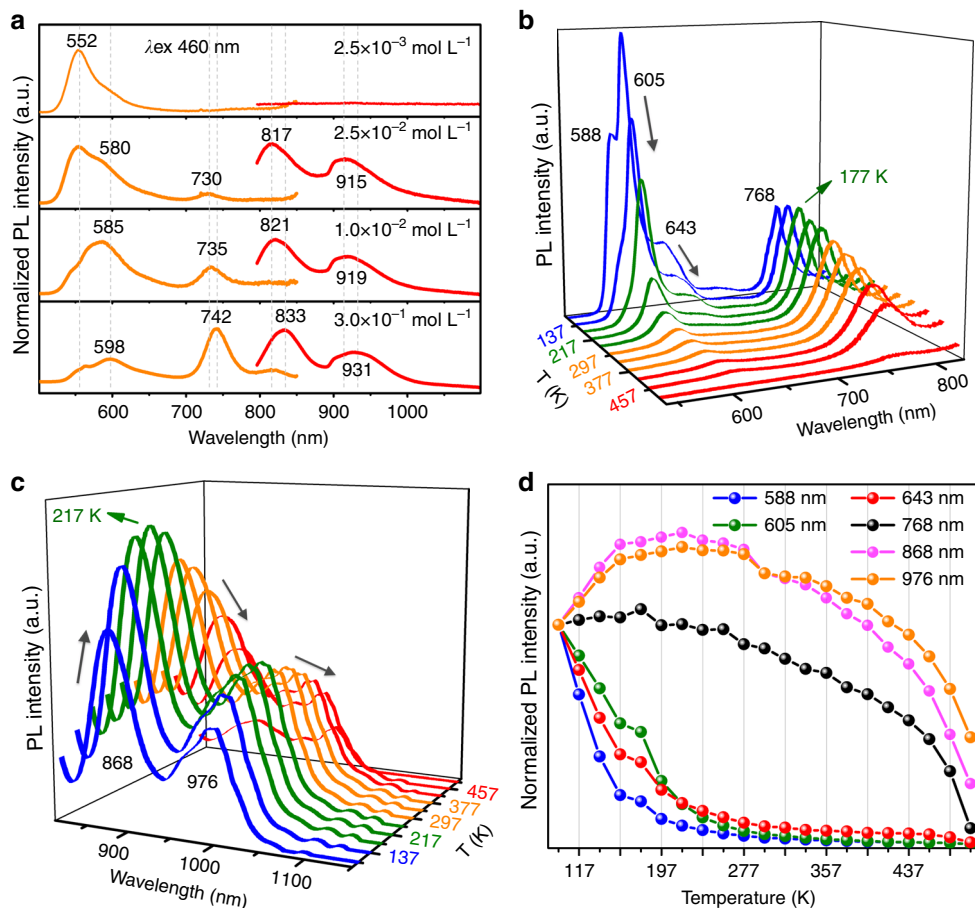 a
552
λex 460 nm
2.5×10⁻³ mol L⁻¹
580
730
817
915
2.5×10⁻² mol L⁻¹
585
735
821
919
1.0×10⁻² mol L⁻¹
598
742
833
931
3.0×10⁻¹ mol L⁻¹
Normalized PL intensity (a.u.)
600 700 800 900 1000
Wavelength (nm)
b
588
605
643
768
177 K
PL intensity (a.u.)
137
217
297
377
457
T (K)
600 700 800
Wavelength (nm)
c
217 K
868
976
PL intensity (a.u.)
900 1000 1100
Wavelength (nm)
457
377
297
217
137
T (K)
d
588 nm
605 nm
643 nm
768 nm
868 nm
976 nm
Normalized PL intensity (a.u.)
117 197 277 357 437
Temperature (K)